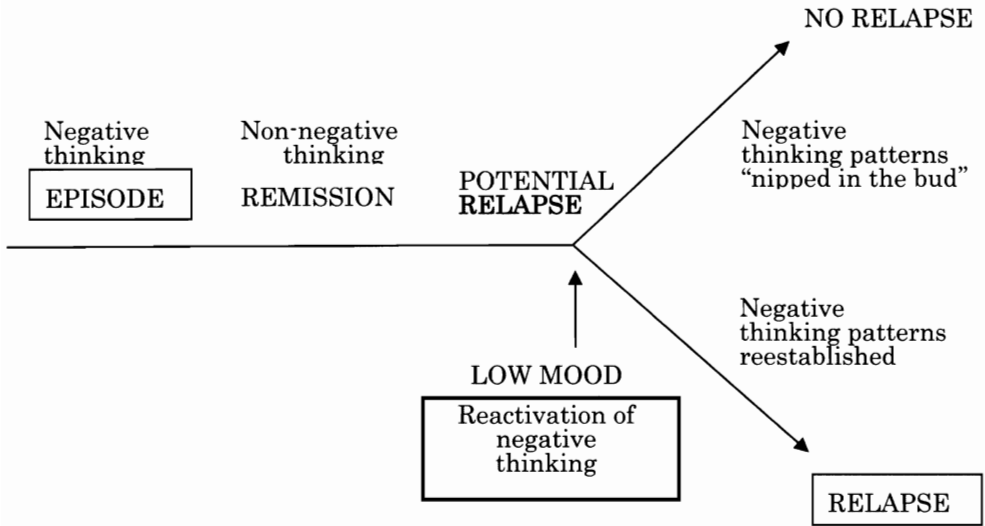 NO RELAPSE
Negative
thinking
EPISODE
Non-negative
thinking
REMISSION
POTENTIAL
RELAPSE
Negative
thinking patterns
“nipped in the bud”
Negative
thinking patterns
reestablished
LOW MOOD
Reactivation of
negative
thinking
RELAPSE